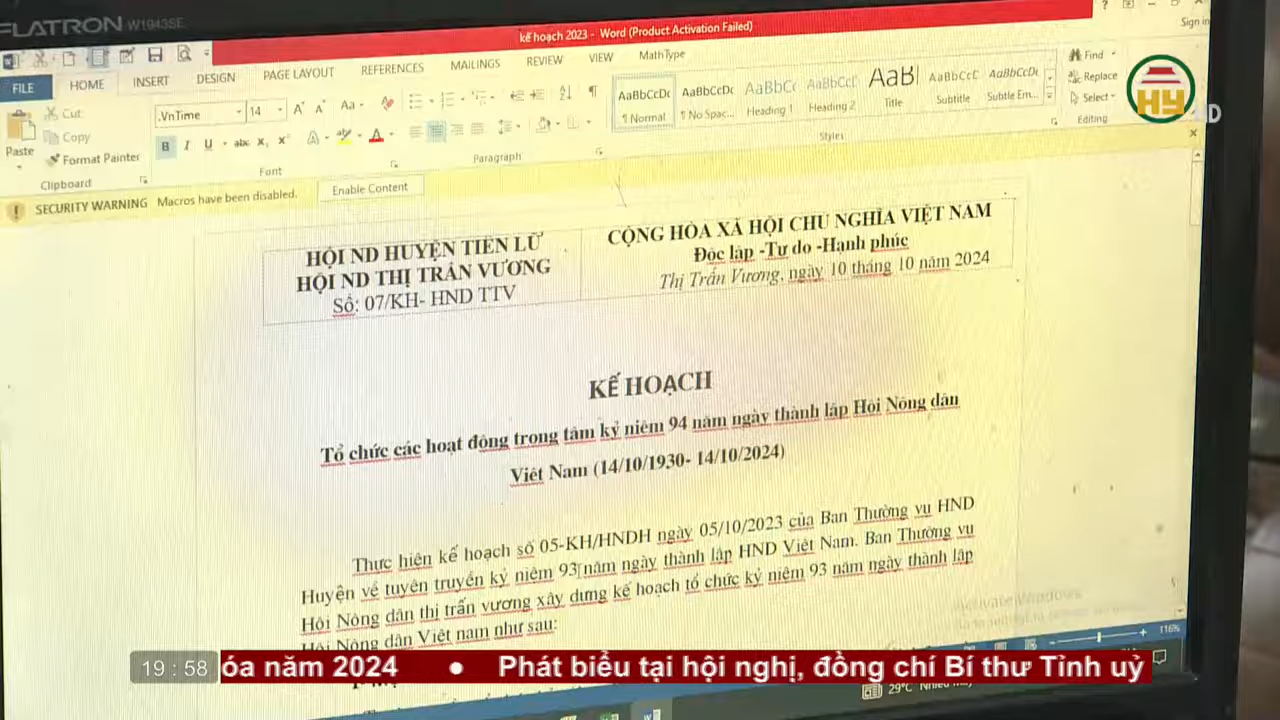 FLATRON W1943SE
kế hoạch 2023 - Word (Product Activation Failed)
Sign in
FILE HOME INSERT DESIGN PAGE LAYOUT REFERENCES MAILINGS REVIEW VIEW MathType
Cut
Copy
Format Painter
Paste
Clipboard
.VnTime 14
Font
Paragraph
AaBbCcDc AaBbCcDc AaBbCc AaBbCcD AaB AaBbCcC AaBbCcDc
¶ Normal ¶ No Spac... Heading 1 Heading 2 Title Subtitle Subtle Em...
Styles
Find
Replace
Select
Editing
HY HD
SECURITY WARNING Macros have been disabled. Enable Content
HỘI ND HUYỆN TIÊN LỮ
HỘI ND THỊ TRẤN VƯƠNG
Số: 07/KH- HND TTV
CỘNG HÒA XÃ HỘI CHỦ NGHĨA VIỆT NAM
Độc lập -Tự do -Hạnh phúc
Thị Trấn Vương, ngày 10 tháng 10 năm 2024
KẾ HOẠCH
Tổ chức các hoạt động trọng tâm kỷ niệm 94 năm ngày thành lập Hội Nông dân
Việt Nam (14/10/1930- 14/10/2024)
Thực hiện kế hoạch số 05-KH/HNDH ngày 05/10/2023 của Ban Thường vụ HND
Huyện về tuyên truyền kỷ niệm 93 năm ngày thành lập HND Việt Nam. Ban Thường vụ
Hội Nông dân thị trấn vương xây dựng kế hoạch tổ chức kỷ niệm 93 năm ngày thành lập
Hội Nông dân Việt nam như sau:
Activate Windows
116%
19 : 58 óa năm 2024 ● Phát biểu tại hội nghị, đồng chí Bí thư Tỉnh uỷ
29°C